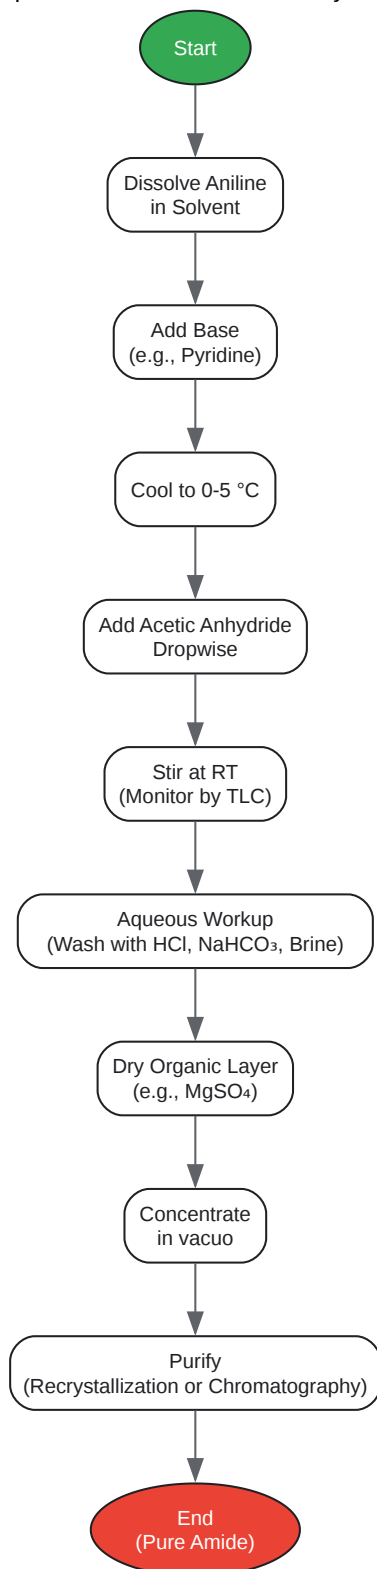 Start
Dissolve Aniline
in Solvent
Add Base
(e.g., Pyridine)
Cool to 0-5 °C
Add Acetic Anhydride
Dropwise
Stir at RT
(Monitor by TLC)
Aqueous Workup
(Wash with HCl, NaHCO₃, Brine)
Dry Organic Layer
(e.g., MgSO₄)
Concentrate
in vacuo
Purify
(Recrystallization or Chromatography)
End
(Pure Amide)